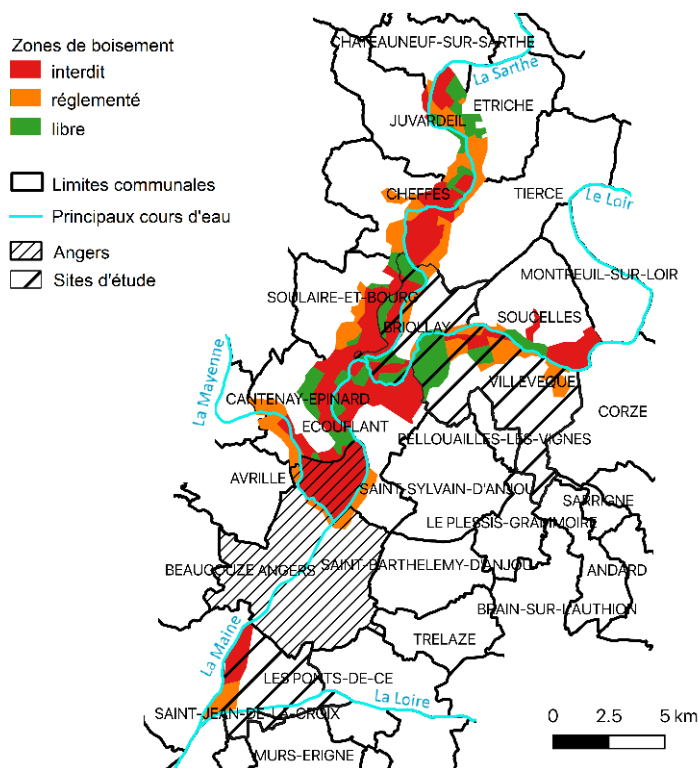 Zones de boisement
interdit
réglementé
libre
Limites communales
Principaux cours d'eau
Angers
Sites d'étude
CHATEAUNEUF-SUR-SARTHE
La Sarthe
ETRICHE
JUVARDEIL
CHEFFES
TIERCE
Le Loir
MONTREUIL-SUR-LOIR
SOULAIRE-ET-BOURG
SOUCELLES
BRIOLLAY
La Mayenne
VILLEVEQUE
CANTENAY-EPINARD
CORZE
ECOUFLANT
PELLOUAILLES-LES-VIGNES
AVRILLE
SAINT-SYLVAIN-D'ANJOU
SARRIGNE
LE PLESSIS-GRAMMOIRE
BEAUCOUZE
ANGERS
SAINT-BARTHELEMY-D'ANJOU
ANDARD
BRAIN-SUR-L'AUTHION
TRELAZE
La Maine
LES PONTS-DE-CE
La Loire
SAINT-JEAN-DE-LA-CROIX
0 2.5 5 km
MURS-ERIGNE